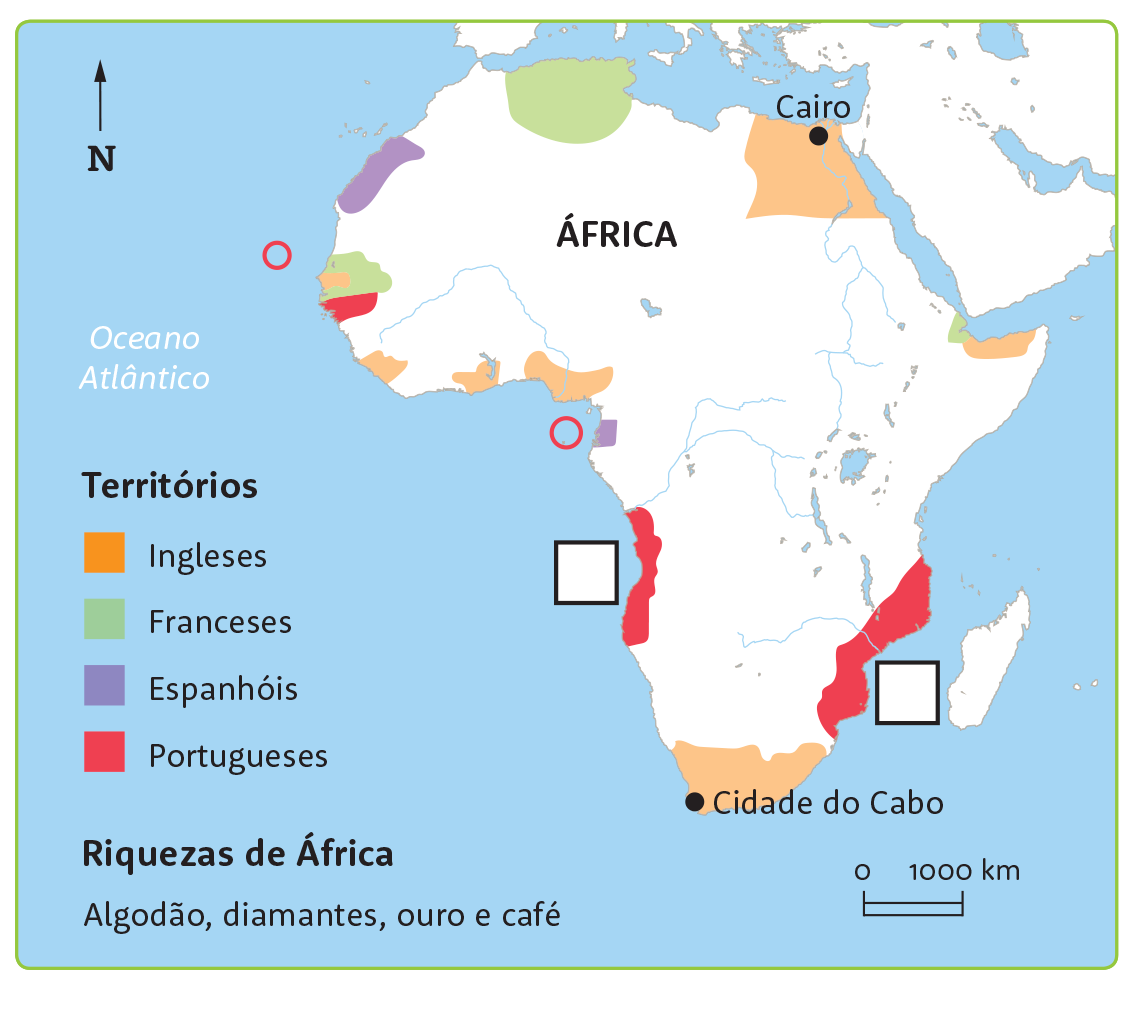 N
Cairo
ÁFRICA
Oceano
Atlântico
Territórios
Ingleses
Franceses
Espanhóis
Portugueses
Cidade do Cabo
Riquezas de África
Algodão, diamantes, ouro e café
0 1000 km